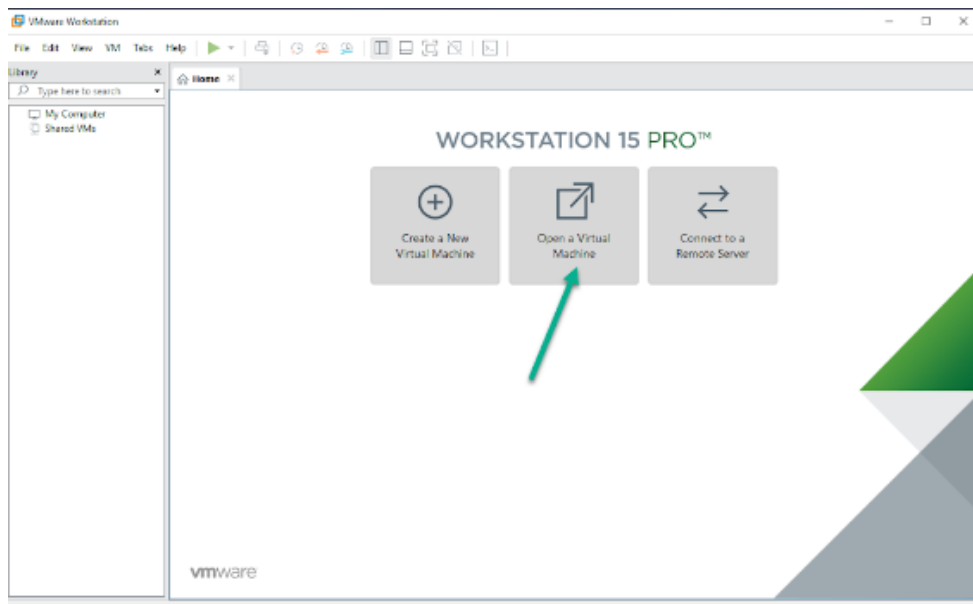 VMware Workstation
File Edit View VM Tabs Help
Library
Home
Type here to search
My Computer
Shared VMs
WORKSTATION 15 PRO™
Create a New
Virtual Machine
Open a Virtual
Machine
Connect to a
Remote Server
vmware